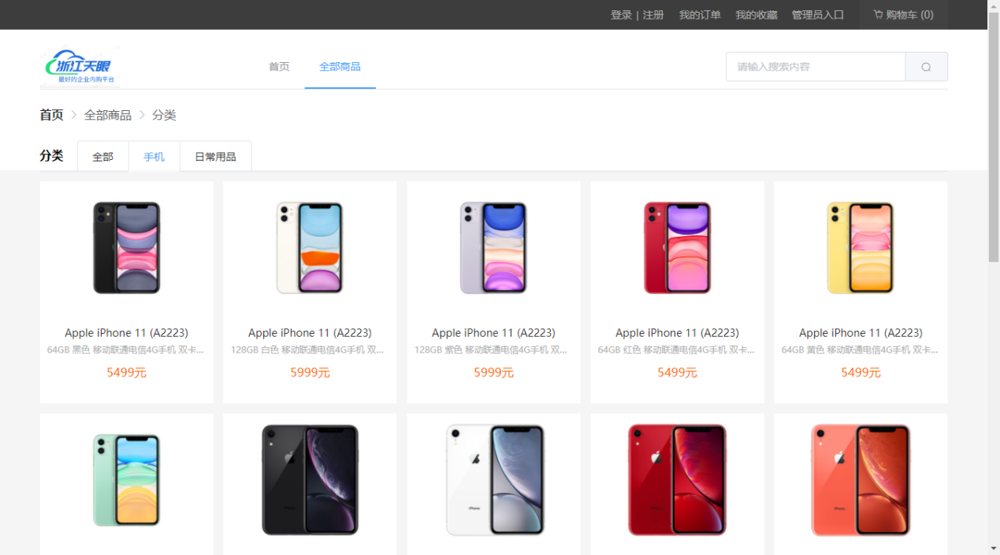 登录 | 注册 我的订单 我的收藏 管理员入口 购物车 (0)
浙江天眼
最好的企业内购平台
首页 全部商品
请输入搜索内容
首页 全部商品 分类
分类 全部 手机 日常用品
Apple iPhone 11 (A2223)
64GB 黑色 移动联通电信4G手机 双卡...
5499元
Apple iPhone 11 (A2223)
128GB 白色 移动联通电信4G手机 双...
5999元
Apple iPhone 11 (A2223)
128GB 紫色 移动联通电信4G手机 双...
5999元
Apple iPhone 11 (A2223)
64GB 红色 移动联通电信4G手机 双卡...
5499元
Apple iPhone 11 (A2223)
64GB 黄色 移动联通电信4G手机 双卡...
5499元
iPhone
iPhone
iPhone
iPhone